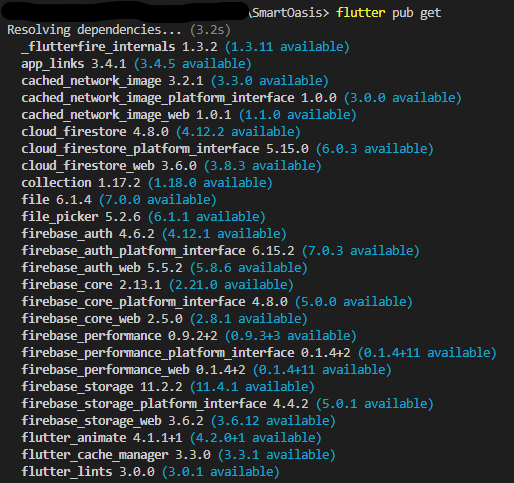 \SmartOasis> flutter pub get
Resolving dependencies... (3.2s)
_flutterfire_internals 1.3.2 (1.3.11 available)
app_links 3.4.1 (3.4.5 available)
cached_network_image 3.2.1 (3.3.0 available)
cached_network_image_platform_interface 1.0.0 (3.0.0 available)
cached_network_image_web 1.0.1 (1.1.0 available)
cloud_firestore 4.8.0 (4.12.2 available)
cloud_firestore_platform_interface 5.15.0 (6.0.3 available)
cloud_firestore_web 3.6.0 (3.8.3 available)
collection 1.17.2 (1.18.0 available)
file 6.1.4 (7.0.0 available)
file_picker 5.2.6 (6.1.1 available)
firebase_auth 4.6.2 (4.12.1 available)
firebase_auth_platform_interface 6.15.2 (7.0.3 available)
firebase_auth_web 5.5.2 (5.8.6 available)
firebase_core 2.13.1 (2.21.0 available)
firebase_core_platform_interface 4.8.0 (5.0.0 available)
firebase_core_web 2.5.0 (2.8.1 available)
firebase_performance 0.9.2+2 (0.9.3+3 available)
firebase_performance_platform_interface 0.1.4+2 (0.1.4+11 available)
firebase_performance_web 0.1.4+2 (0.1.4+11 available)
firebase_storage 11.2.2 (11.4.1 available)
firebase_storage_platform_interface 4.4.2 (5.0.1 available)
firebase_storage_web 3.6.2 (3.6.12 available)
flutter_animate 4.1.1+1 (4.2.0+1 available)
flutter_cache_manager 3.3.0 (3.3.1 available)
flutter_lints 3.0.0 (3.0.1 available)